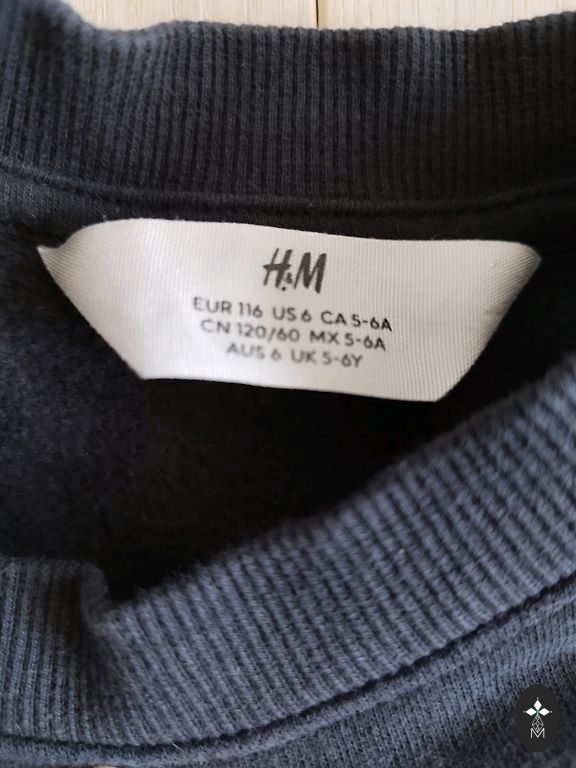 H&M
EUR 116 US 6 CA 5-6A
CN 120/60 MX 5-6A
AUS 6 UK 5-6Y